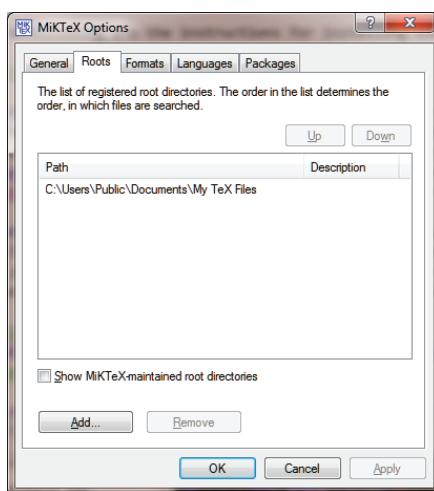 MiKTeX Options
General Roots Formats Languages Packages
The list of registered root directories. The order in the list determines the
order, in which files are searched.
Up Down
Path Description
C:\Users\Public\Documents\My TeX Files
Show MiKTeX-maintained root directories
Add... Remove
OK Cancel Apply